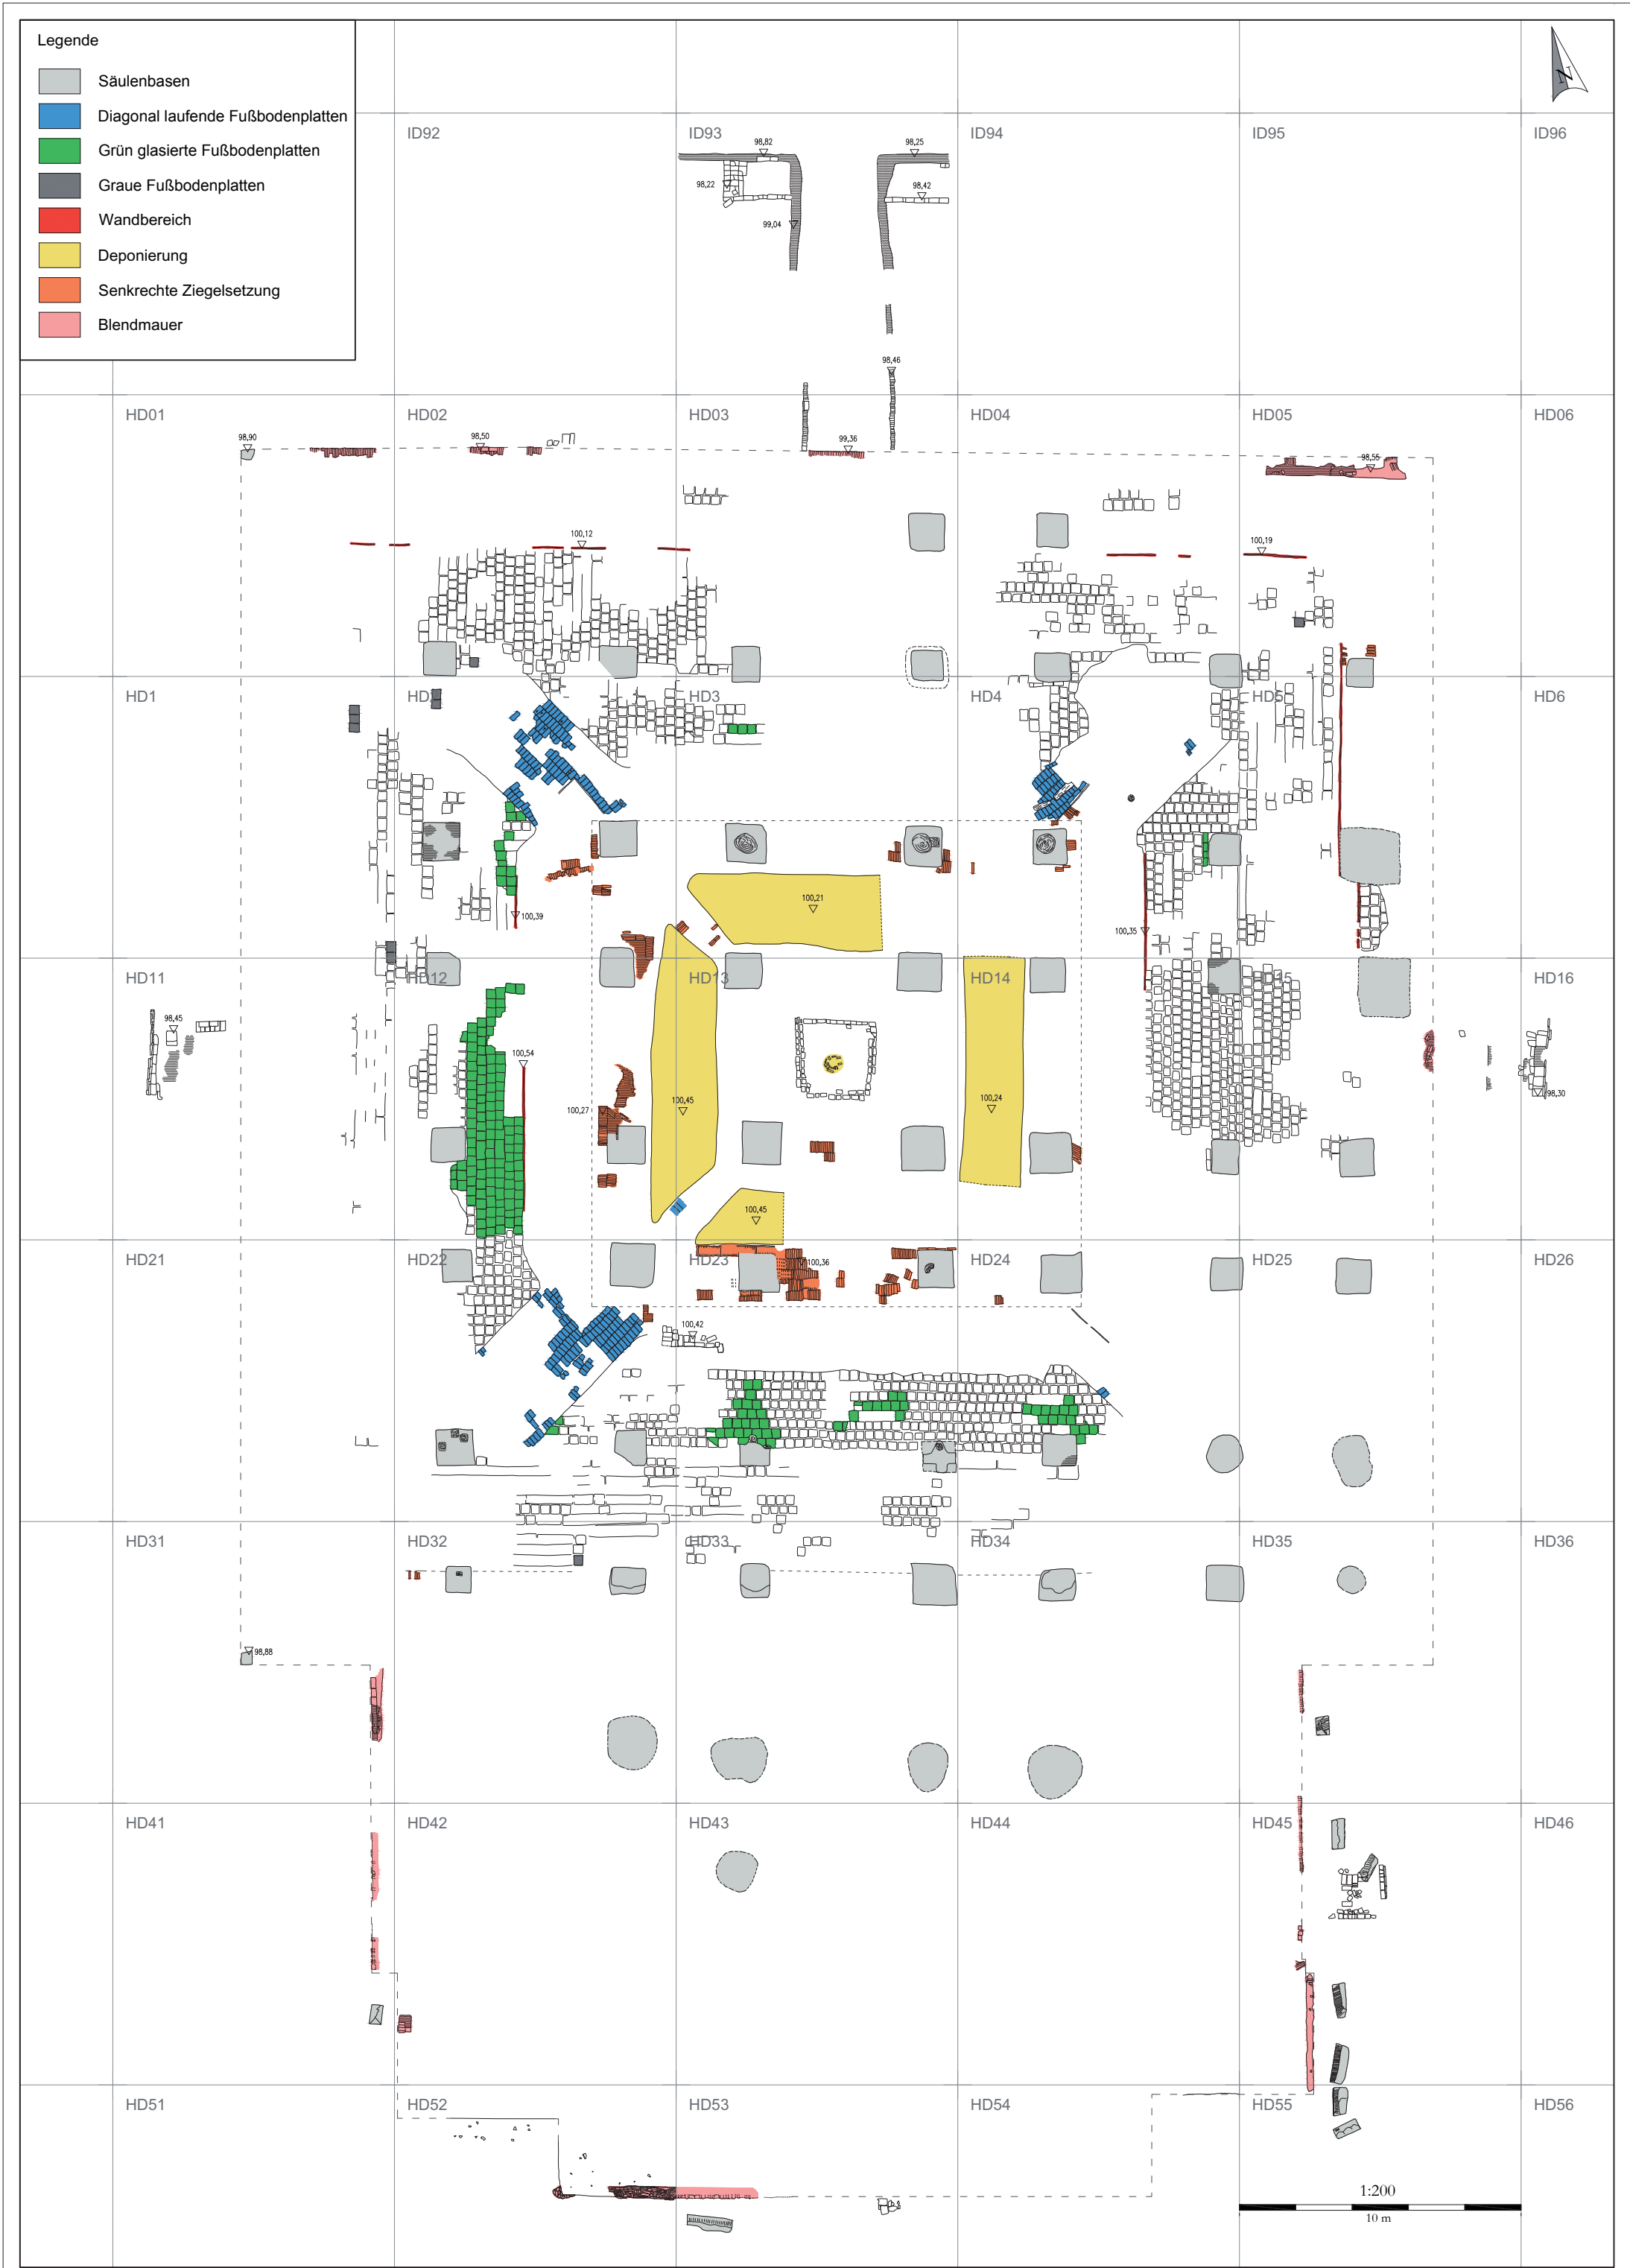 Legende
Säulenbasen
Diagonal laufende Fußbodenplatten
Grün glasierte Fußbodenplatten
Graue Fußbodenplatten
Wandbereich
Deponierung
Senkrechte Ziegelsetzung
Blendmauer
N
ID92 ID93 ID94 ID95 ID96
98,82 98,25
98,22 98,42
99,04
98,46
HD01 HD02 HD03 HD04 HD05 HD06
98,90 98,50 99,36 98,55
100,12 100,19
HD1 HD2 HD3 HD4 HD5 HD6
100,21
100,39 100,35
HD11 HD12 HD13 HD14 HD15 HD16
98,45
100,54
98,30
100,27 100,45 100,24
100,45
HD21 HD22 HD23 HD24 HD25 HD26
100,36
100,42
HD31 HD32 HD33 HD34 HD35 HD36
98,88
HD41 HD42 HD43 HD44 HD45 HD46
HD51 HD52 HD53 HD54 HD55 HD56
1:200
10 m